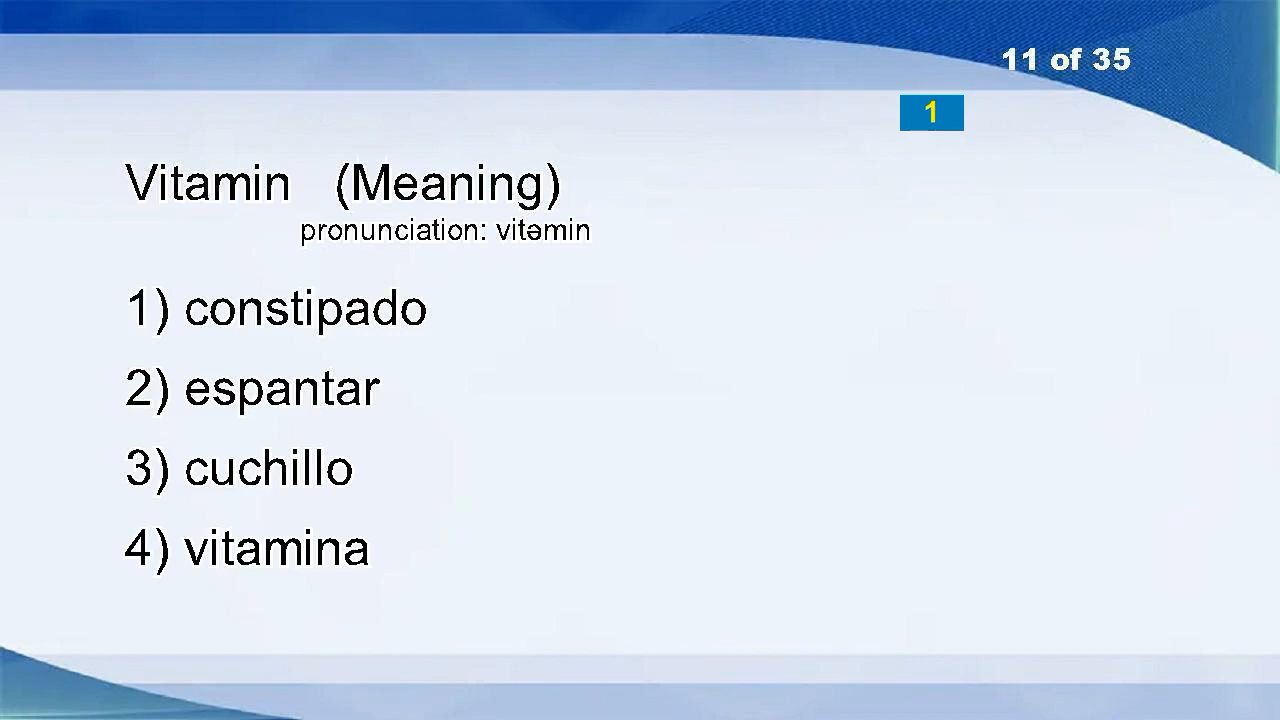 11 of 35
1
Vitamin (Meaning)
pronunciation: vitəmin
1) constipado
2) espantar
3) cuchillo
4) vitamina